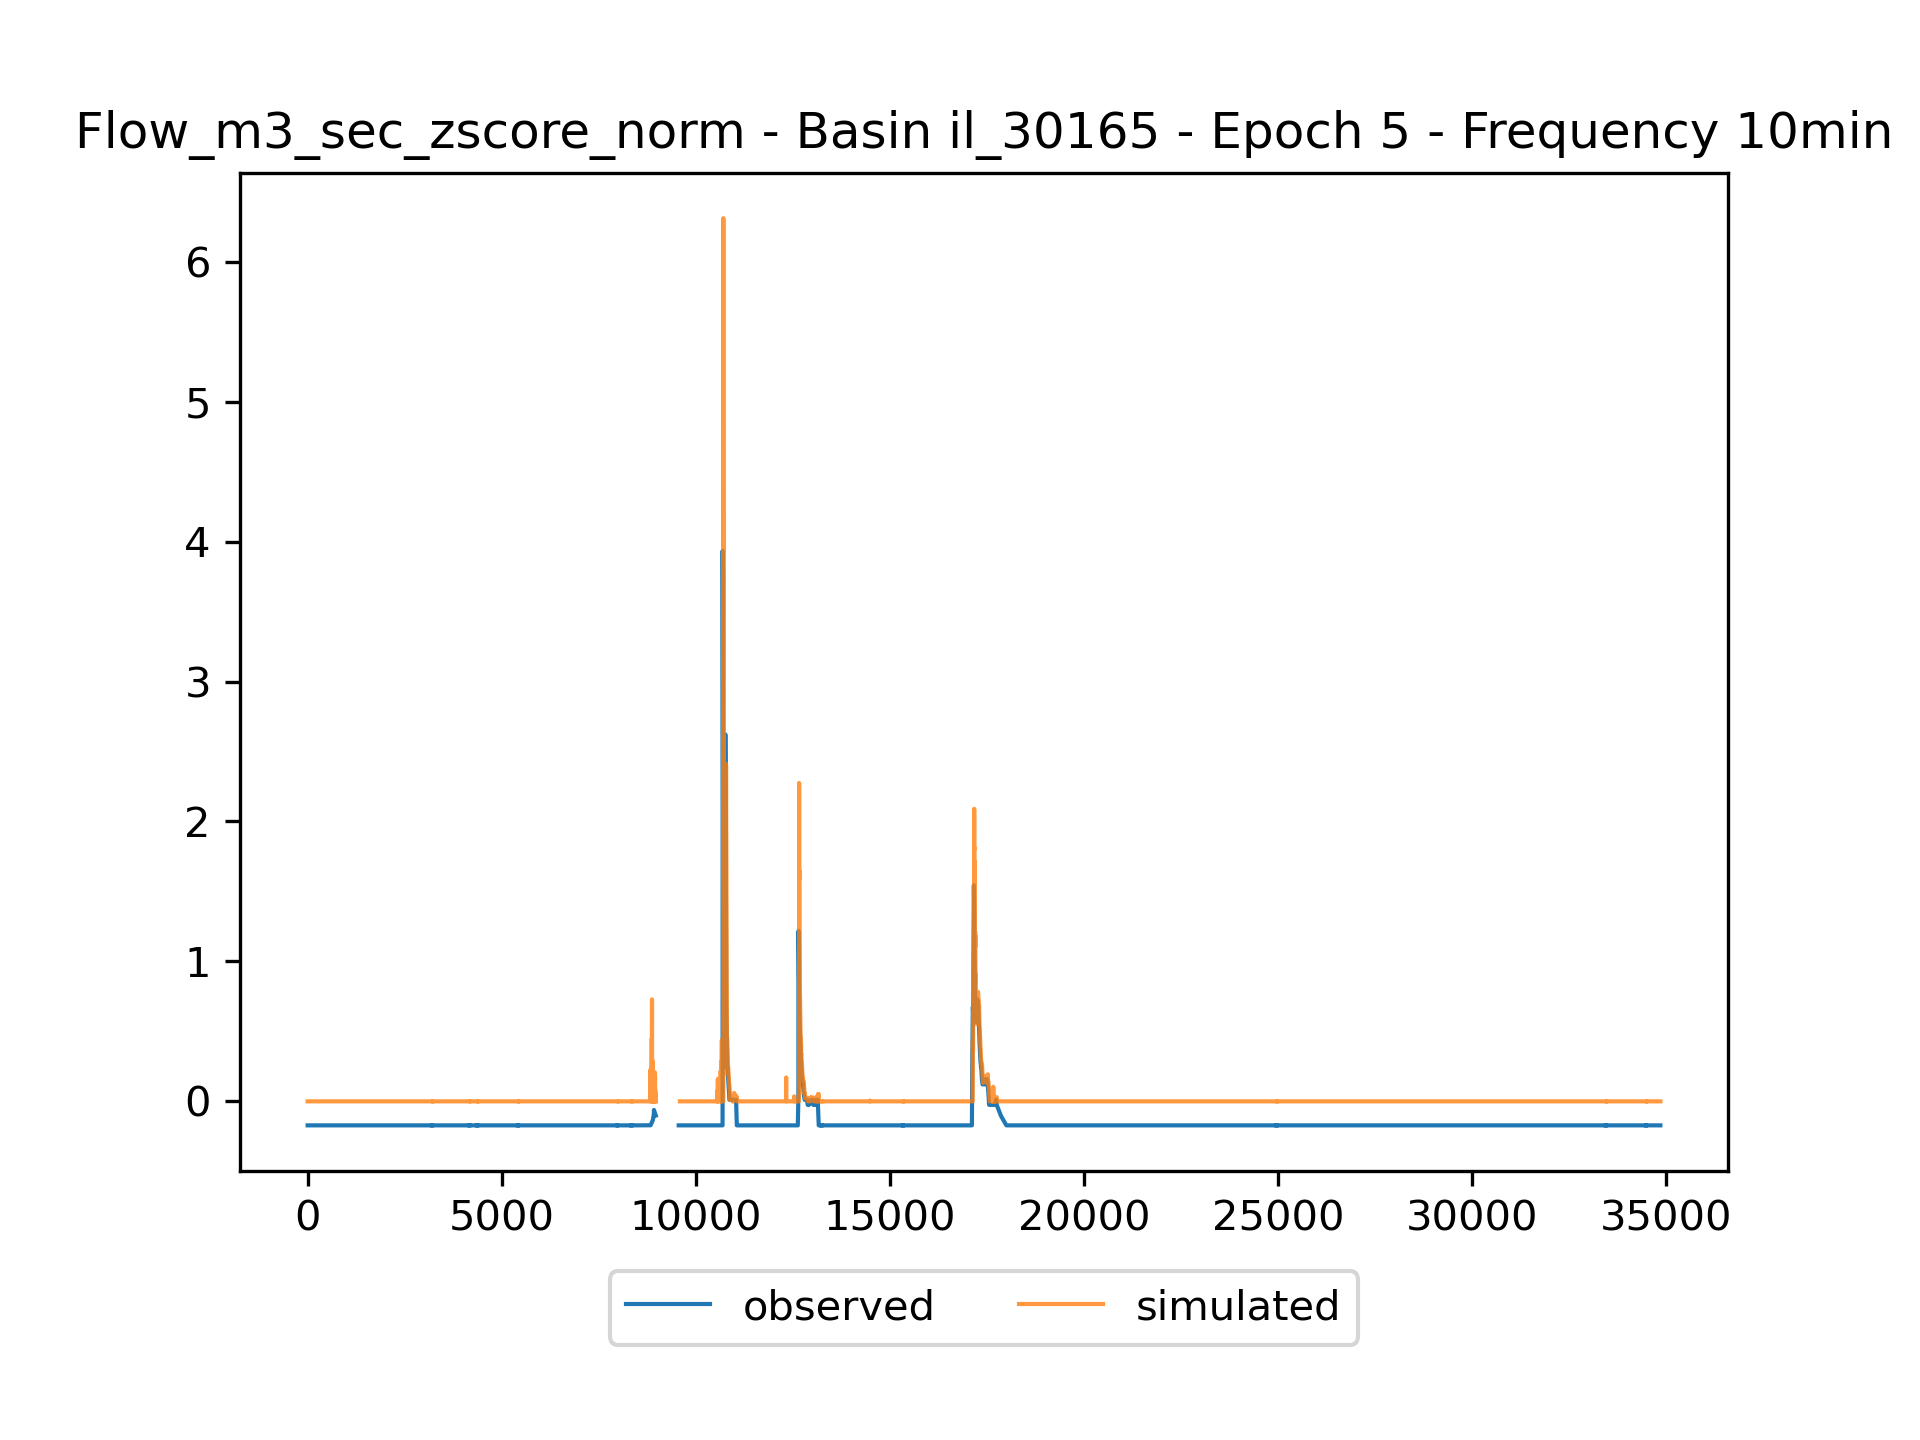 Flow_m3_sec_zscore_norm - Basin il_30165 - Epoch 5 - Frequency 10min
6
5
4
3
2
1
0
0 5000 10000 15000 20000 25000 30000 35000
observed simulated